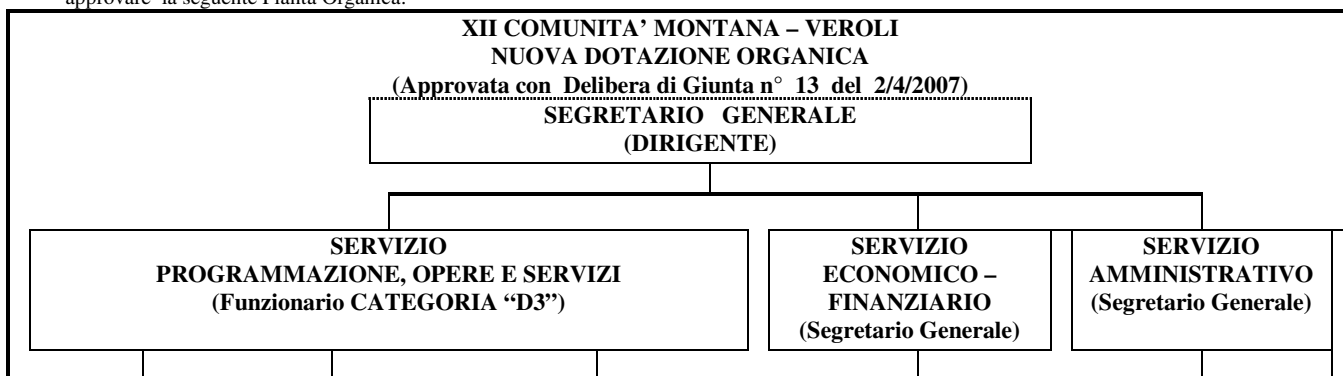 approvare la seguente Pianta Organica:
XII COMUNITA’ MONTANA – VEROLI
NUOVA DOTAZIONE ORGANICA
(Approvata con Delibera di Giunta n° 13 del 2/4/2007)
SEGRETARIO GENERALE
(DIRIGENTE)
SERVIZIO
PROGRAMMAZIONE, OPERE E SERVIZI
(Funzionario CATEGORIA “D3”)
SERVIZIO
ECONOMICO –
FINANZIARIO
(Segretario Generale)
SERVIZIO
AMMINISTRATIVO
(Segretario Generale)